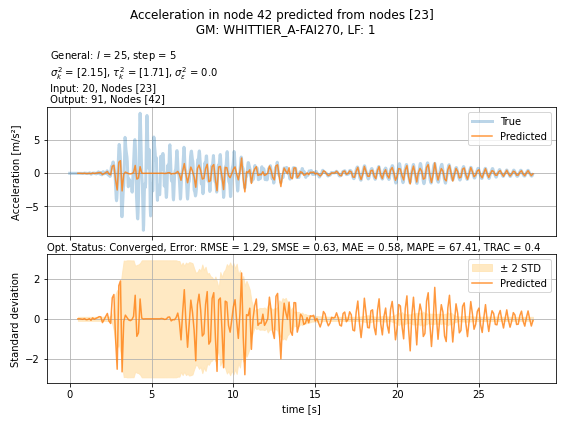 Acceleration in node 42 predicted from nodes [23]
GM: WHITTIER_A-FAI270, LF: 1
General: l = 25, step = 5
σ²ₖ = [2.15], τ²ₖ = [1.71], σ²ε = 0.0
Input: 20, Nodes [23]
Output: 91, Nodes [42]
Acceleration [m/s²]
5
0
−5
True
Predicted
Opt. Status: Converged, Error: RMSE = 1.29, SMSE = 0.63, MAE = 0.58, MAPE = 67.41, TRAC = 0.4
Standard deviation
2
0
−2
± 2 STD
Predicted
0 5 10 15 20 25
time [s]